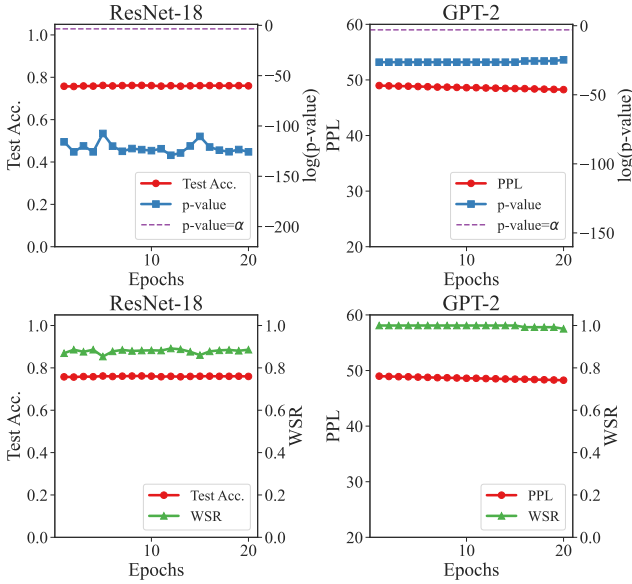 ResNet-18
GPT-2
1.0
0.8
0.6
0.4
0.2
0.0
Test Acc.
0
−50
−100
−150
−200
log(p-value)
Test Acc.
p-value
p-value=α
10
20
Epochs
60
50
40
30
20
PPL
0
−50
−100
−150
log(p-value)
PPL
p-value
p-value=α
10
20
Epochs
ResNet-18
GPT-2
1.0
0.8
0.6
0.4
0.2
0.0
Test Acc.
1.0
0.8
0.6
0.4
0.2
0.0
WSR
Test Acc.
WSR
10
20
Epochs
60
50
40
30
20
PPL
1.0
0.8
0.6
0.4
0.2
0.0
WSR
PPL
WSR
10
20
Epochs